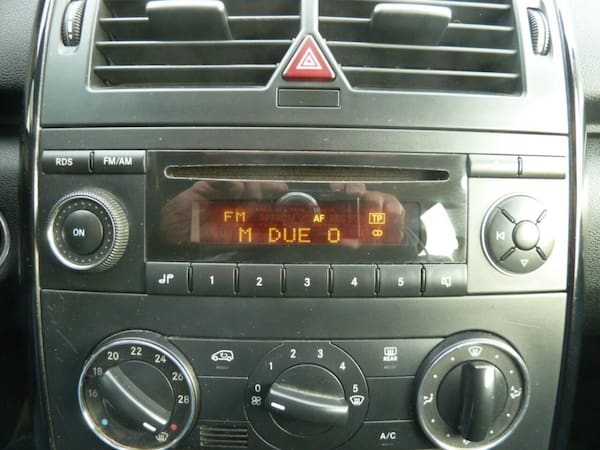 RDS FM/AM
FM AF TP
M DUE O
ON
1 2 3 4 5
20 22 24 26 28 18 16
0 1 2 3 4 5
REAR
A/C